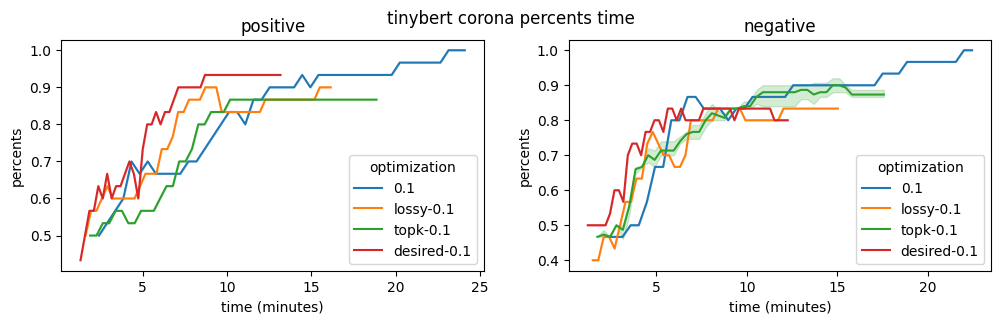 tinybert corona percents time
positive
percents
1.0
0.9
0.8
0.7
0.6
0.5
5
10
15
20
25
time (minutes)
optimization
0.1
lossy-0.1
topk-0.1
desired-0.1
negative
percents
1.0
0.9
0.8
0.7
0.6
0.5
0.4
5
10
15
20
time (minutes)
optimization
0.1
lossy-0.1
topk-0.1
desired-0.1